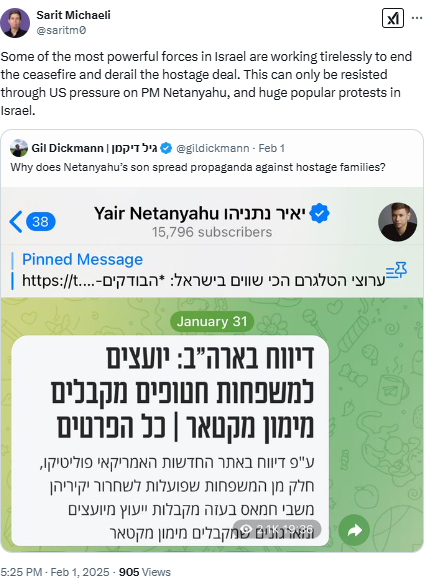 Sarit Michaeli
@saritm0
Some of the most powerful forces in Israel are working tirelessly to end
the ceasefire and derail the hostage deal. This can only be resisted
through US pressure on PM Netanyahu, and huge popular protests in
Israel.
Gil Dickmann | גיל דיקמן @gildickmann · Feb 1
Why does Netanyahu's son spread propaganda against hostage families?
38
Yair Netanyahu יאיר נתניהו
15,796 subscribers
Pinned Message
ערוצי הטלגרם הכי שווים בישראל: *הבודקים-....https://t
January 31
דיווח בארה״ב: יועצים
למשפחות חטופים מקבלים
מימון מקטאר | כל הפרטים
ע"פ דיווח באתר החדשות האמריקאי פוליטיקו,
חלק מן המשפחות שפועלות לשחרור יקיריהן
משבי חמאס בעזה מקבלות ייעוץ מיועצים
ומארגונים שמקבלים מימון מקטאר
2.1K 19:36
5:25 PM · Feb 1, 2025 · 905 Views